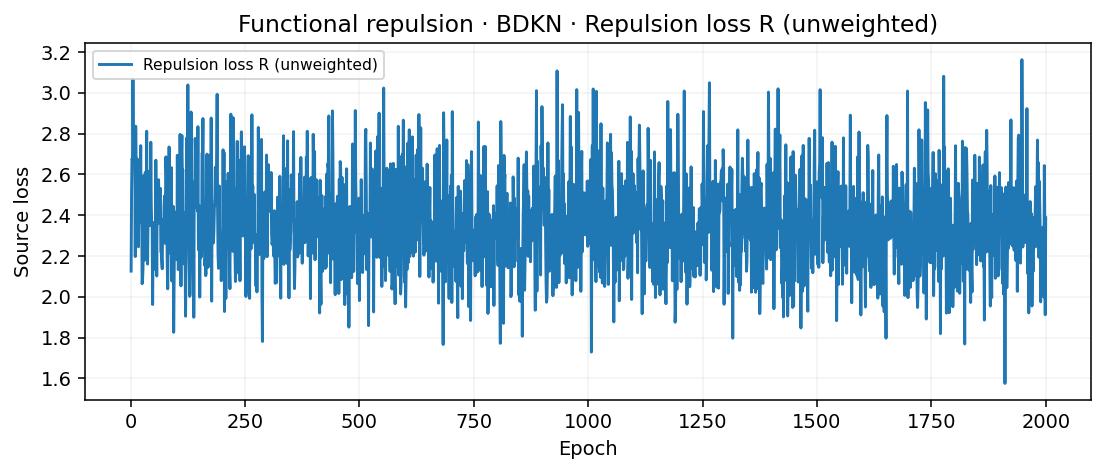 Functional repulsion · BDKN · Repulsion loss R (unweighted)
Repulsion loss R (unweighted)
Source loss
3.2
3.0
2.8
2.6
2.4
2.2
2.0
1.8
1.6
0 250 500 750 1000 1250 1500 1750 2000
Epoch